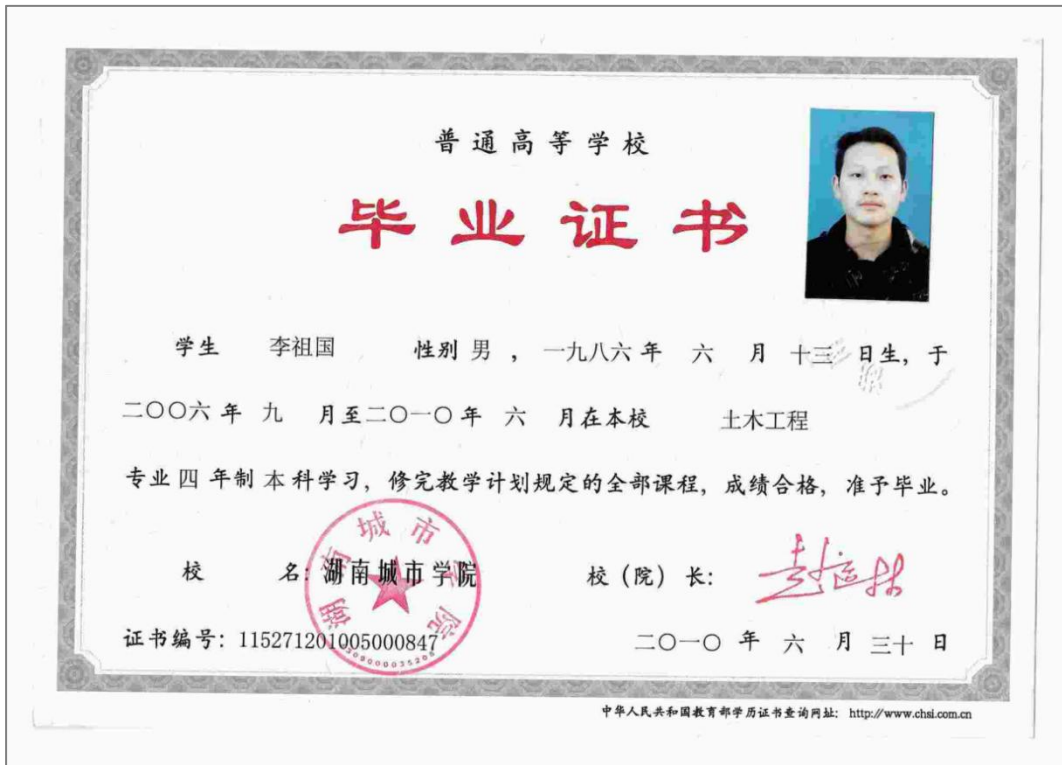 普通高等学校
毕业证书
学生 李祖国 性别 男 ， 一九八六 年 六 月 十三 日生，于
二〇〇六 年 九 月至 二〇一〇 年 六 月在本校 土木工程
专业 四 年制 本 科学习，修完教学计划规定的全部课程，成绩合格，准予毕业。
校 名：湖南城市学院
校（院）长：
湖南城市学院
证书编号：115271201005000847
二〇一〇 年 六 月 三十 日
中华人民共和国教育部学历证书查询网址： http://www.chsi.com.cn